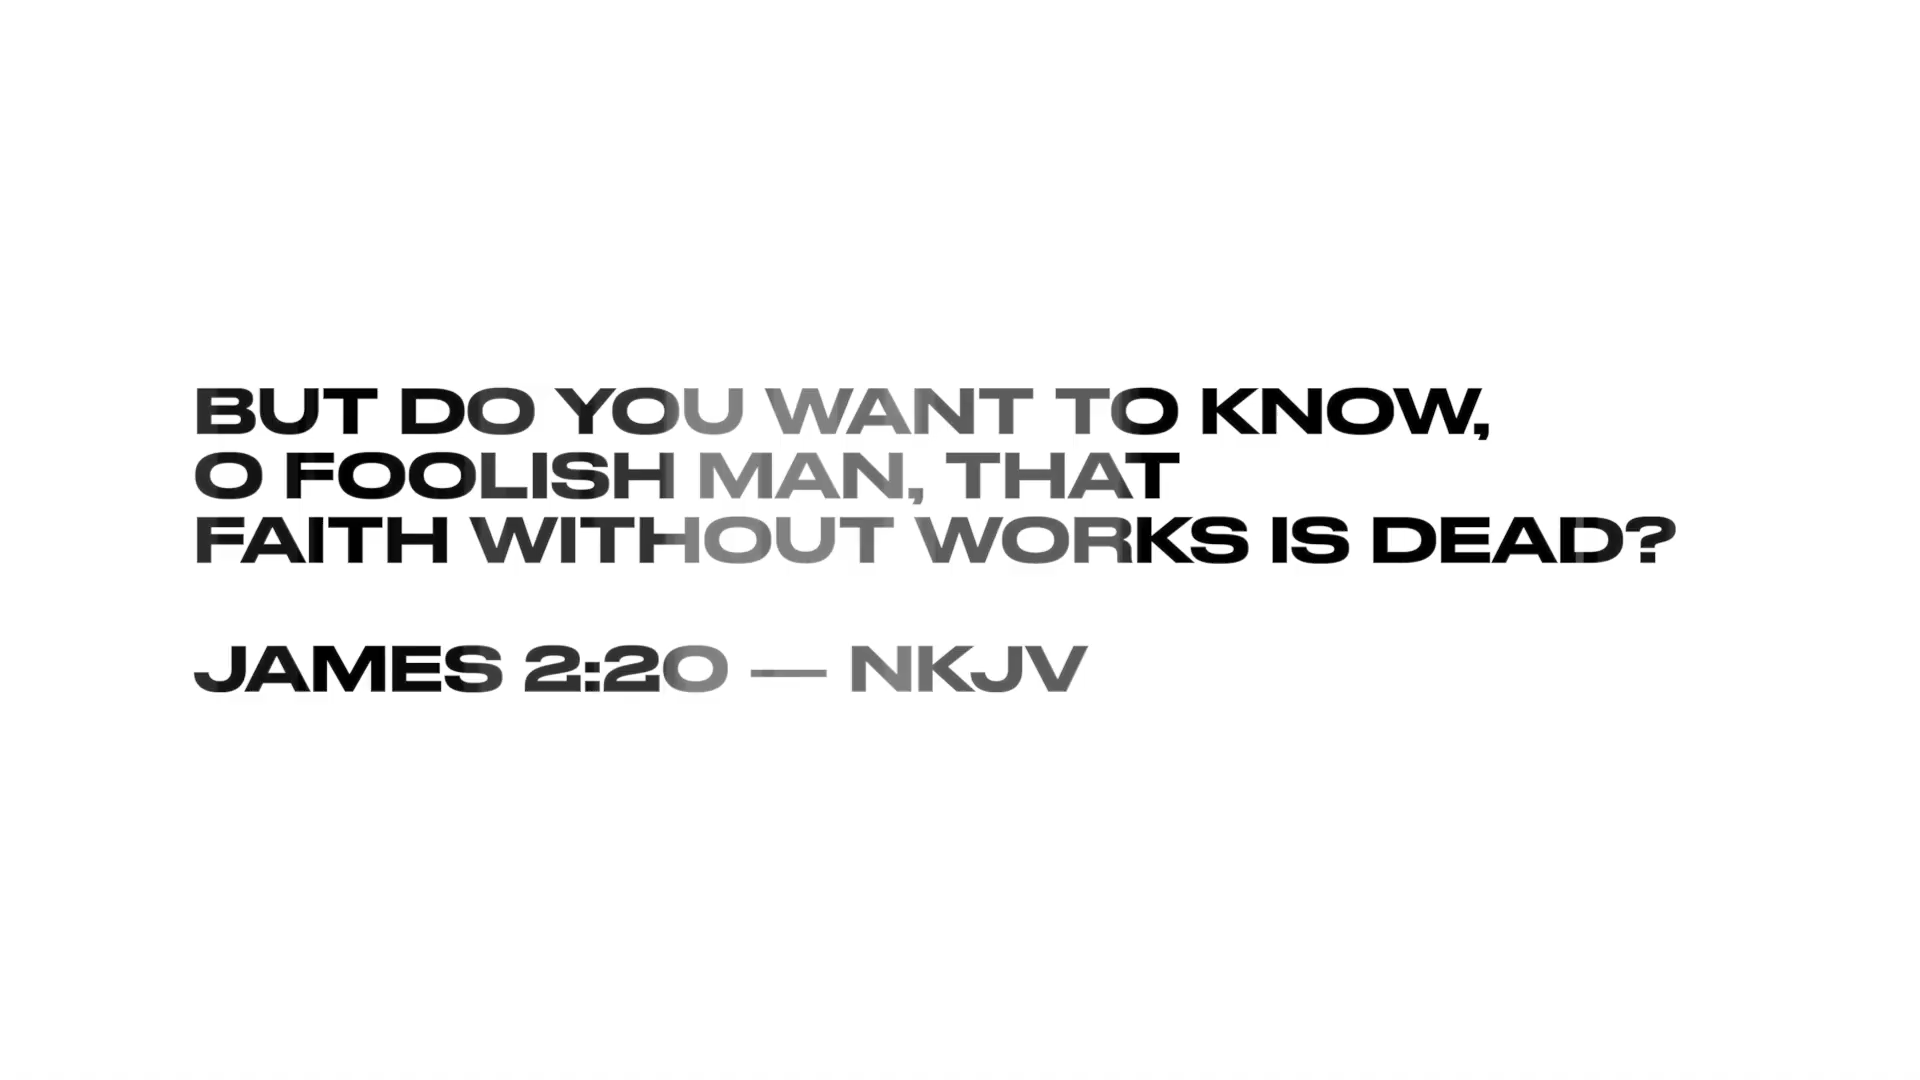 BUT DO YOU WANT TO KNOW,
O FOOLISH MAN, THAT
FAITH WITHOUT WORKS IS DEAD?
JAMES 2:20 — NKJV